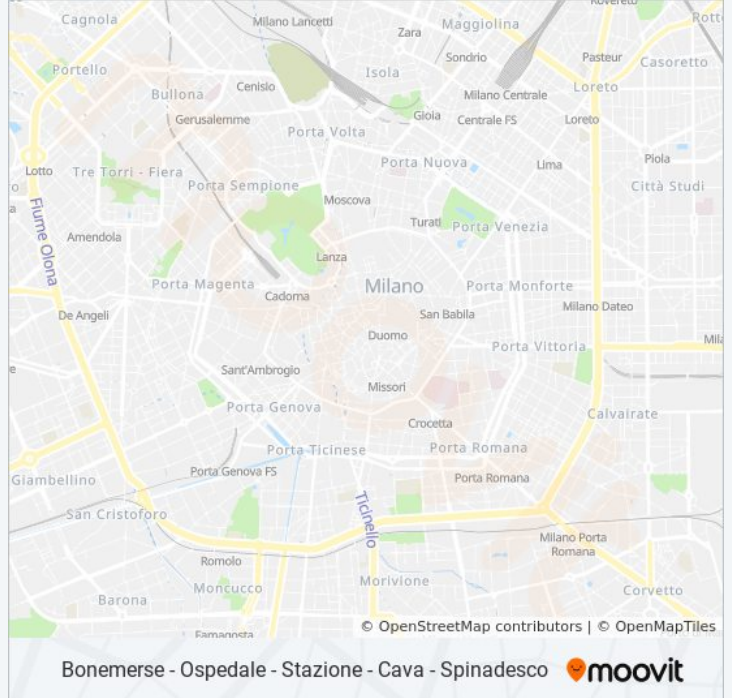 Rovereto
Cagnola
Milano Lancetti
Zara
Maggiolina
Rott
Portello
Sondrio
Pasteur
Casoretto
Isola
Bullona
Cenisio
Milano Centrale
Loreto
Gerusalemme
Gioia
Centrale FS
Loreto
Porta Volta
Lotto
Tre Torri - Fiera
Porta Nuova
Lima
Piola
o
Porta Sempione
Città Studi
Moscova
a
Fiume Olona
Turati
Porta Venezia
Amendola
Lanza
Porta Magenta
Milano
Porta Monforte
Cadorna
De Angeli
San Babila
Milano Dateo
Duomo
Porta Vittoria
Mila
e
Sant'Ambrogio
Missori
Porta Genova
Calvairate
Crocetta
Porta Ticinese
Porta Romana
Giambellino
Porta Genova FS
Porta Romana
San Cristoforo
Ticinello
Milano Porta
Romana
Romolo
Morivione
Moncucco
Corvetto
Barona
Famagosta
© OpenStreetMap contributors | © OpenMapTiles
Bonemerse - Ospedale - Stazione - Cava - Spinadesco
moovit